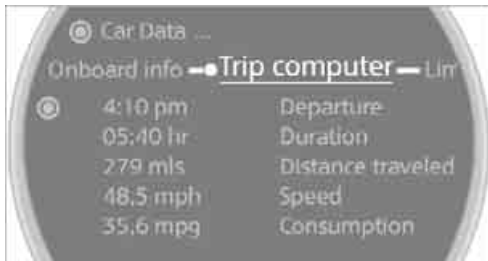 Car Data ...
Onboard info Trip computer Lim
4:10 pm Departure
05:40 hr Duration
279 mls Distance traveled
48.5 mph Speed
35.6 mpg Consumption